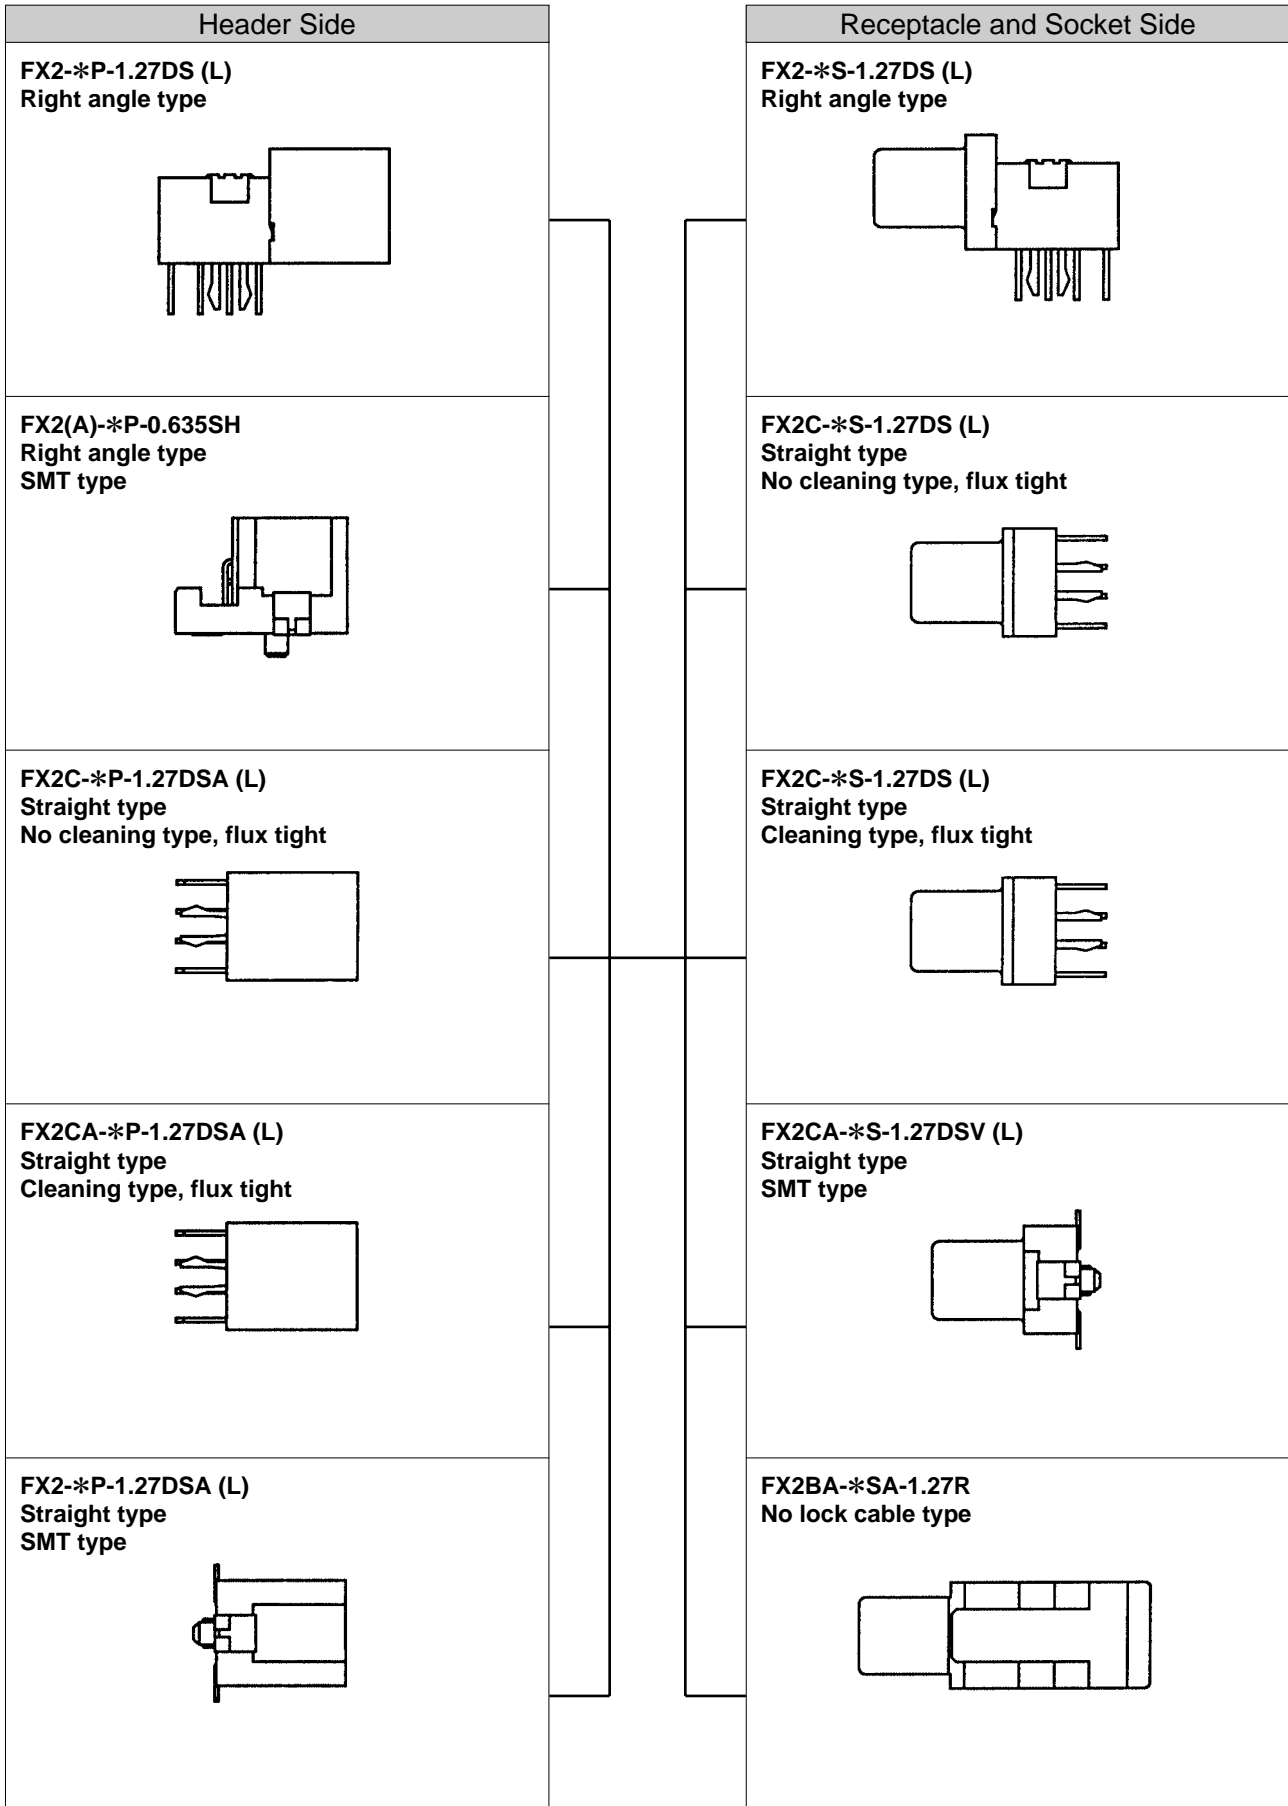 Header Side
FX2-*P-1.27DS (L)
Right angle type
FX2(A)-*P-0.635SH
Right angle type
SMT type
FX2C-*P-1.27DSA (L)
Straight type
No cleaning type, flux tight
FX2CA-*P-1.27DSA (L)
Straight type
Cleaning type, flux tight
FX2-*P-1.27DSA (L)
Straight type
SMT type
Receptacle and Socket Side
FX2-*S-1.27DS (L)
Right angle type
FX2C-*S-1.27DS (L)
Straight type
No cleaning type, flux tight
FX2C-*S-1.27DS (L)
Straight type
Cleaning type, flux tight
FX2CA-*S-1.27DSV (L)
Straight type
SMT type
FX2BA-*SA-1.27R
No lock cable type